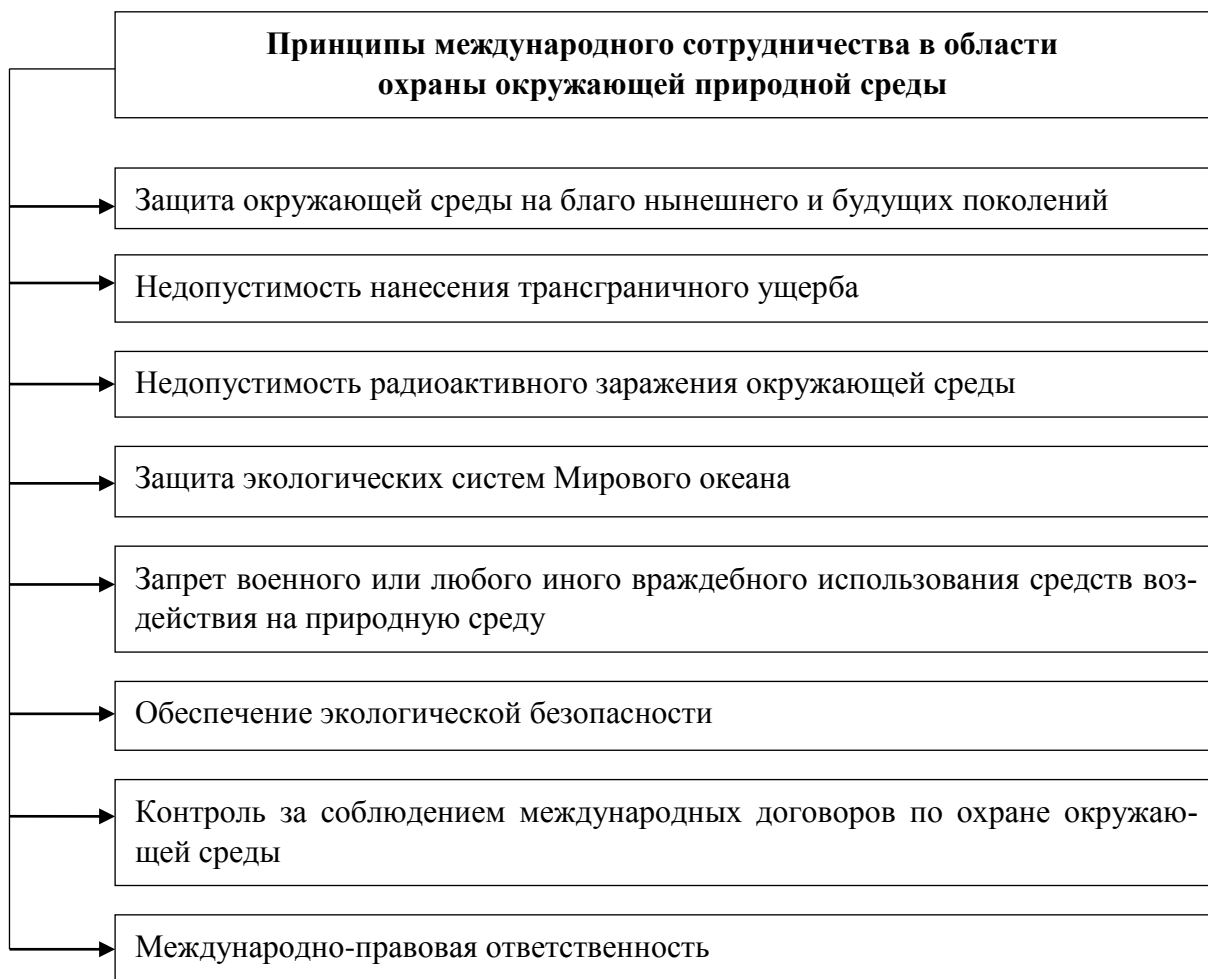 Принципы международного сотрудничества в области
охраны окружающей природной среды
Защита окружающей среды на благо нынешнего и будущих поколений
Недопустимость нанесения трансграничного ущерба
Недопустимость радиоактивного заражения окружающей среды
Защита экологических систем Мирового океана
Запрет военного или любого иного враждебного использования средств воз-
действия на природную среду
Обеспечение экологической безопасности
Контроль за соблюдением международных договоров по охране окружаю-
щей среды
Международно-правовая ответственность